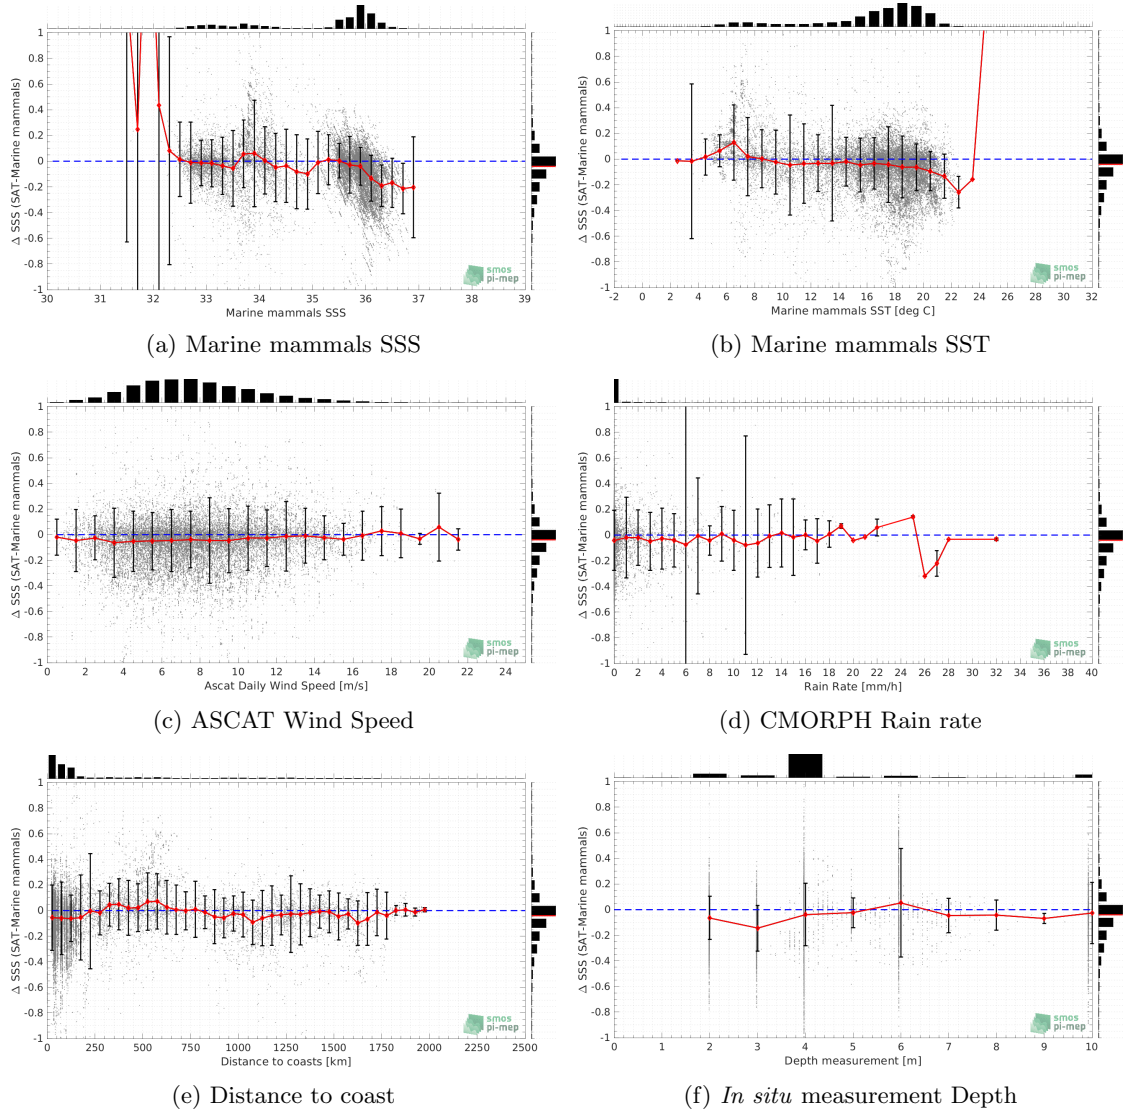 1
0.8
0.6
0.4
0.2
0
-0.2
-0.4
-0.6
-0.8
-1
Δ SSS (SAT-Marine mammals)
30 31 32 33 34 35 36 37 38 39
Marine mammals SSS
smos
pi-mep
(a) Marine mammals SSS
1
0.8
0.6
0.4
0.2
0
-0.2
-0.4
-0.6
-0.8
-1
Δ SSS (SAT-Marine mammals)
-2 0 2 4 6 8 10 12 14 16 18 20 22 24 26 28 30 32
Marine mammals SST [deg C]
smos
pi-mep
(b) Marine mammals SST
1
0.8
0.6
0.4
0.2
0
-0.2
-0.4
-0.6
-0.8
-1
Δ SSS (SAT-Marine mammals)
0 2 4 6 8 10 12 14 16 18 20 22 24
Ascat Daily Wind Speed [m/s]
smos
pi-mep
(c) ASCAT Wind Speed
1
0.8
0.6
0.4
0.2
0
-0.2
-0.4
-0.6
-0.8
-1
Δ SSS (SAT-Marine mammals)
0 2 4 6 8 10 12 14 16 18 20 22 24 26 28 30 32 34 36 38 40
Rain Rate [mm/h]
smos
pi-mep
(d) CMORPH Rain rate
1
0.8
0.6
0.4
0.2
0
-0.2
-0.4
-0.6
-0.8
-1
Δ SSS (SAT-Marine mammals)
0 250 500 750 1000 1250 1500 1750 2000 2250 2500
Distance to coasts [km]
smos
pi-mep
(e) Distance to coast
1
0.8
0.6
0.4
0.2
0
-0.2
-0.4
-0.6
-0.8
-1
Δ SSS (SAT-Marine mammals)
0 1 2 3 4 5 6 7 8 9 10
Depth measurement [m]
smos
pi-mep
(f) In situ measurement Depth